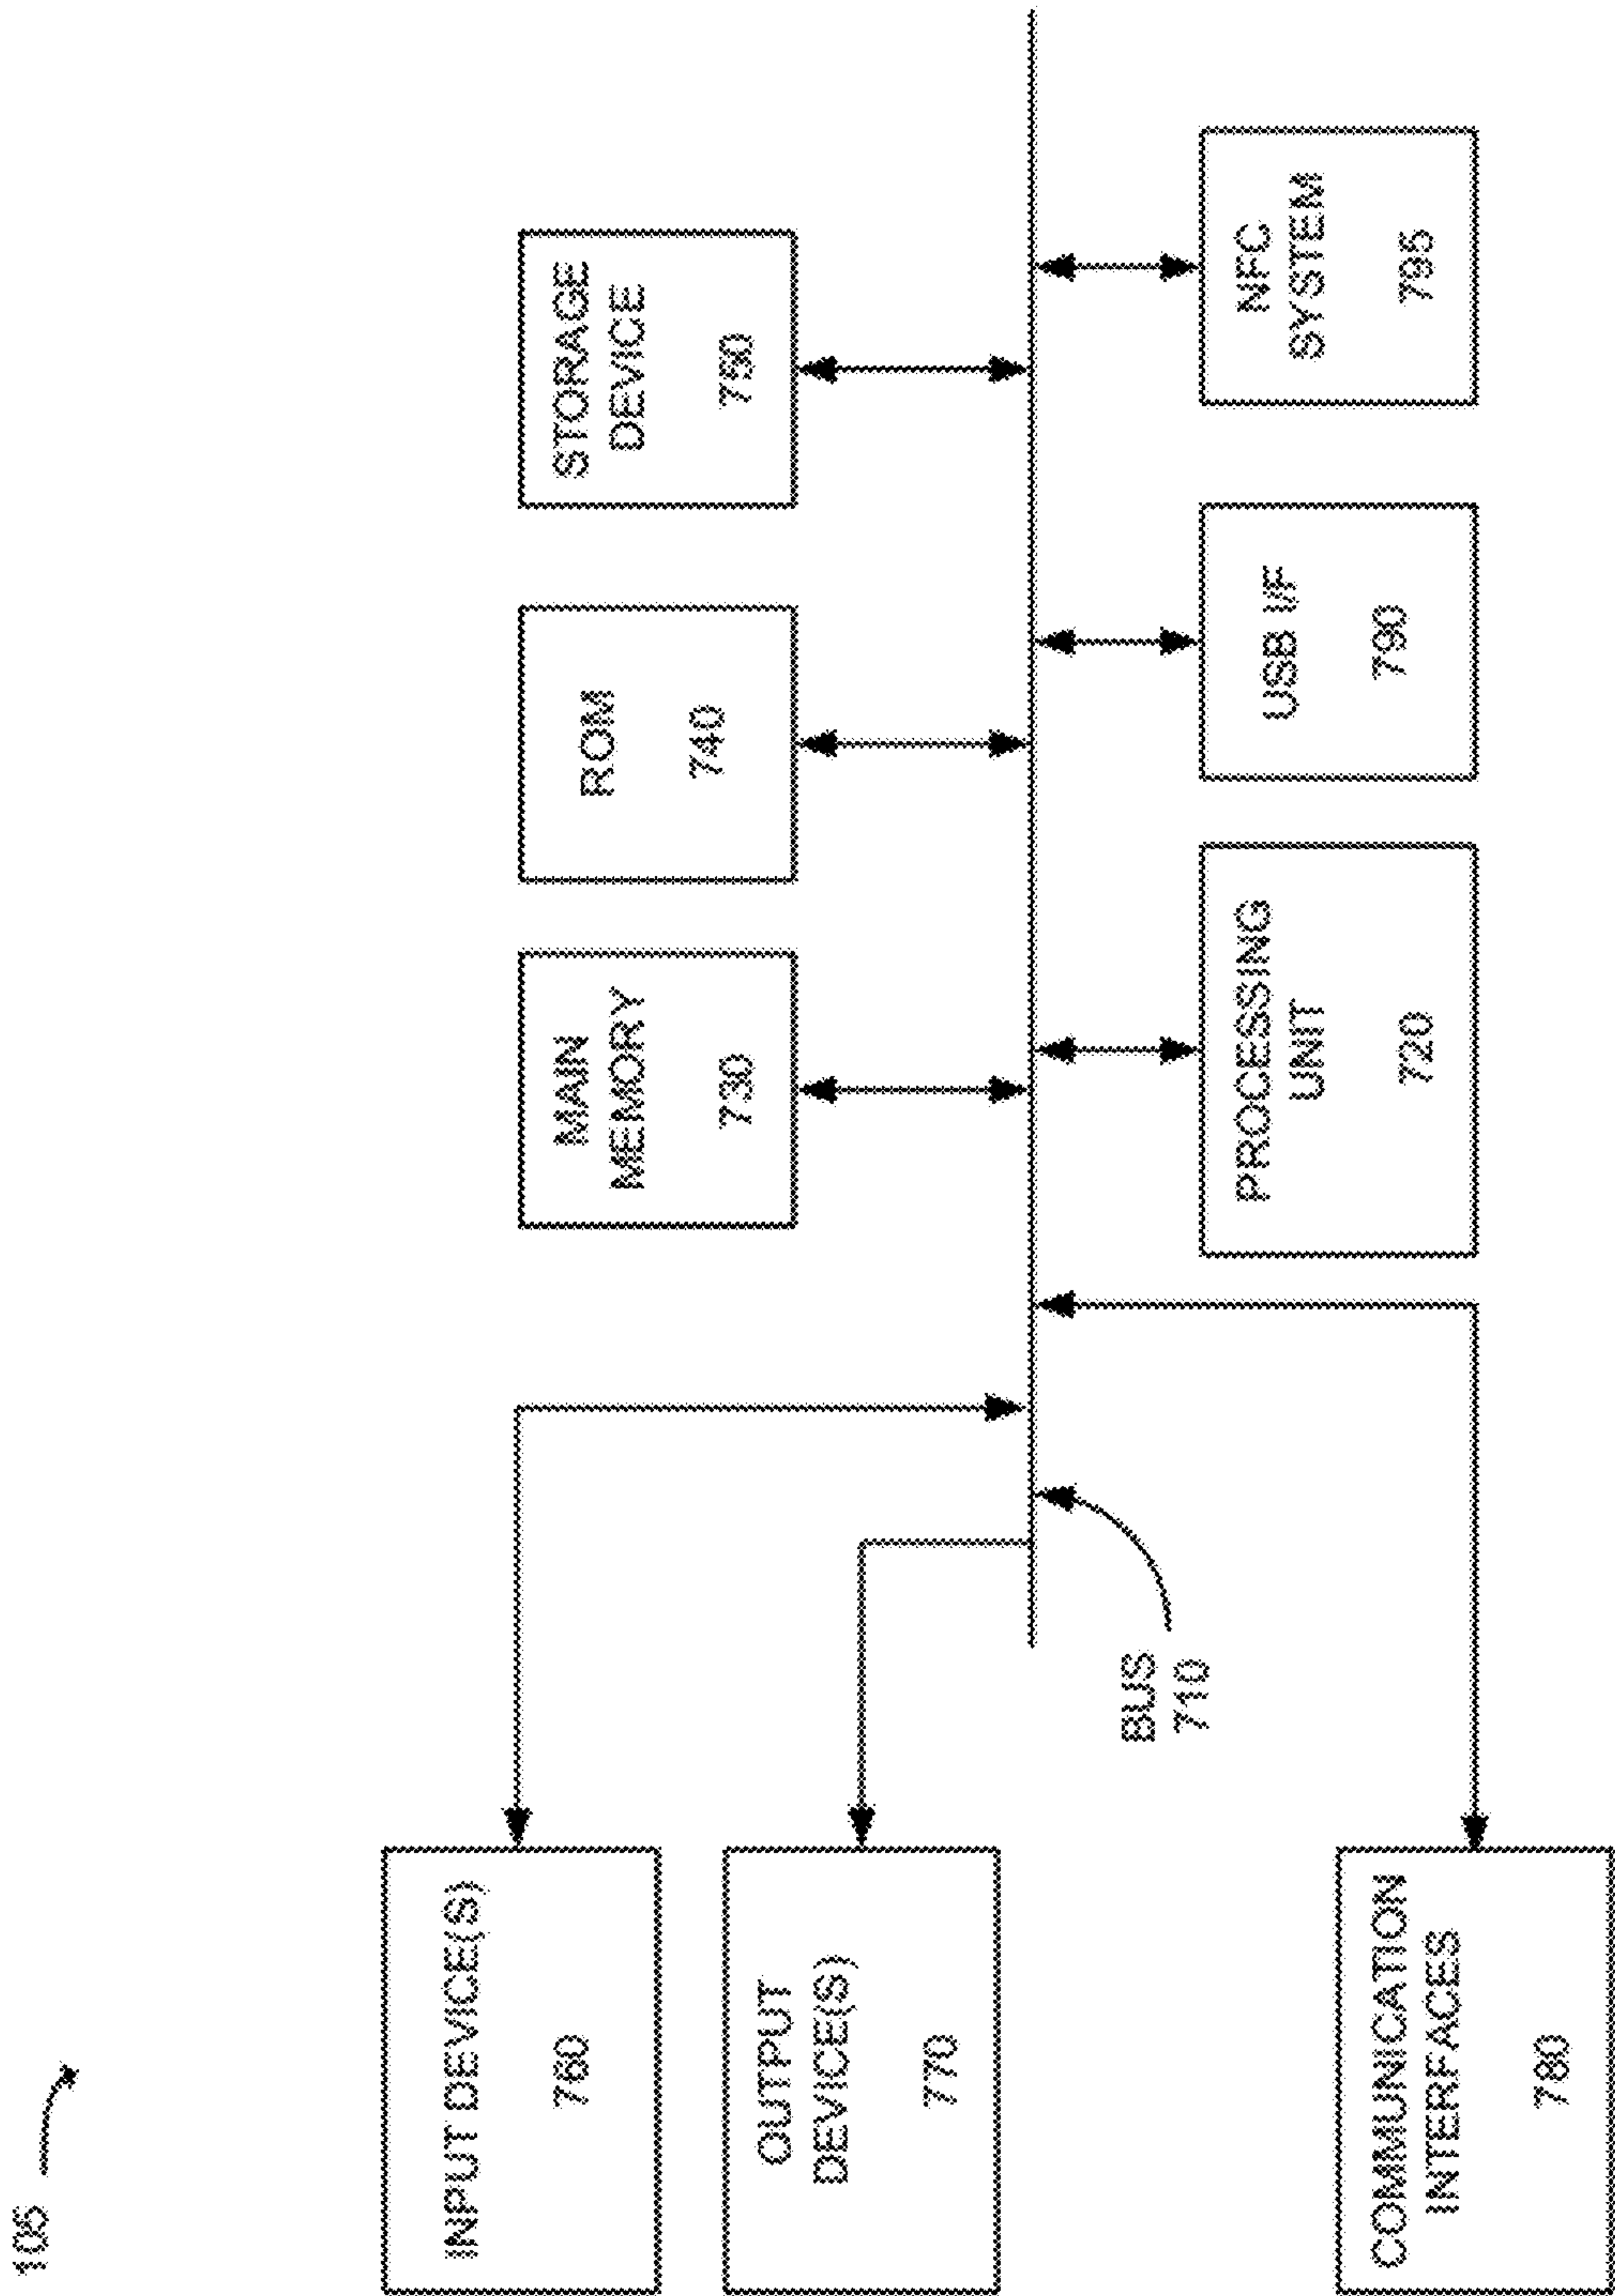 105
INPUT DEVICE(S)
760
MAIN
MEMORY
730
ROM
740
STORAGE
DEVICE
750
OUTPUT
DEVICE(S)
770
BUS
710
PROCESSING
UNIT
720
USB I/F
790
NFC
SYSTEM
795
COMMUNICATION
INTERFACES
780